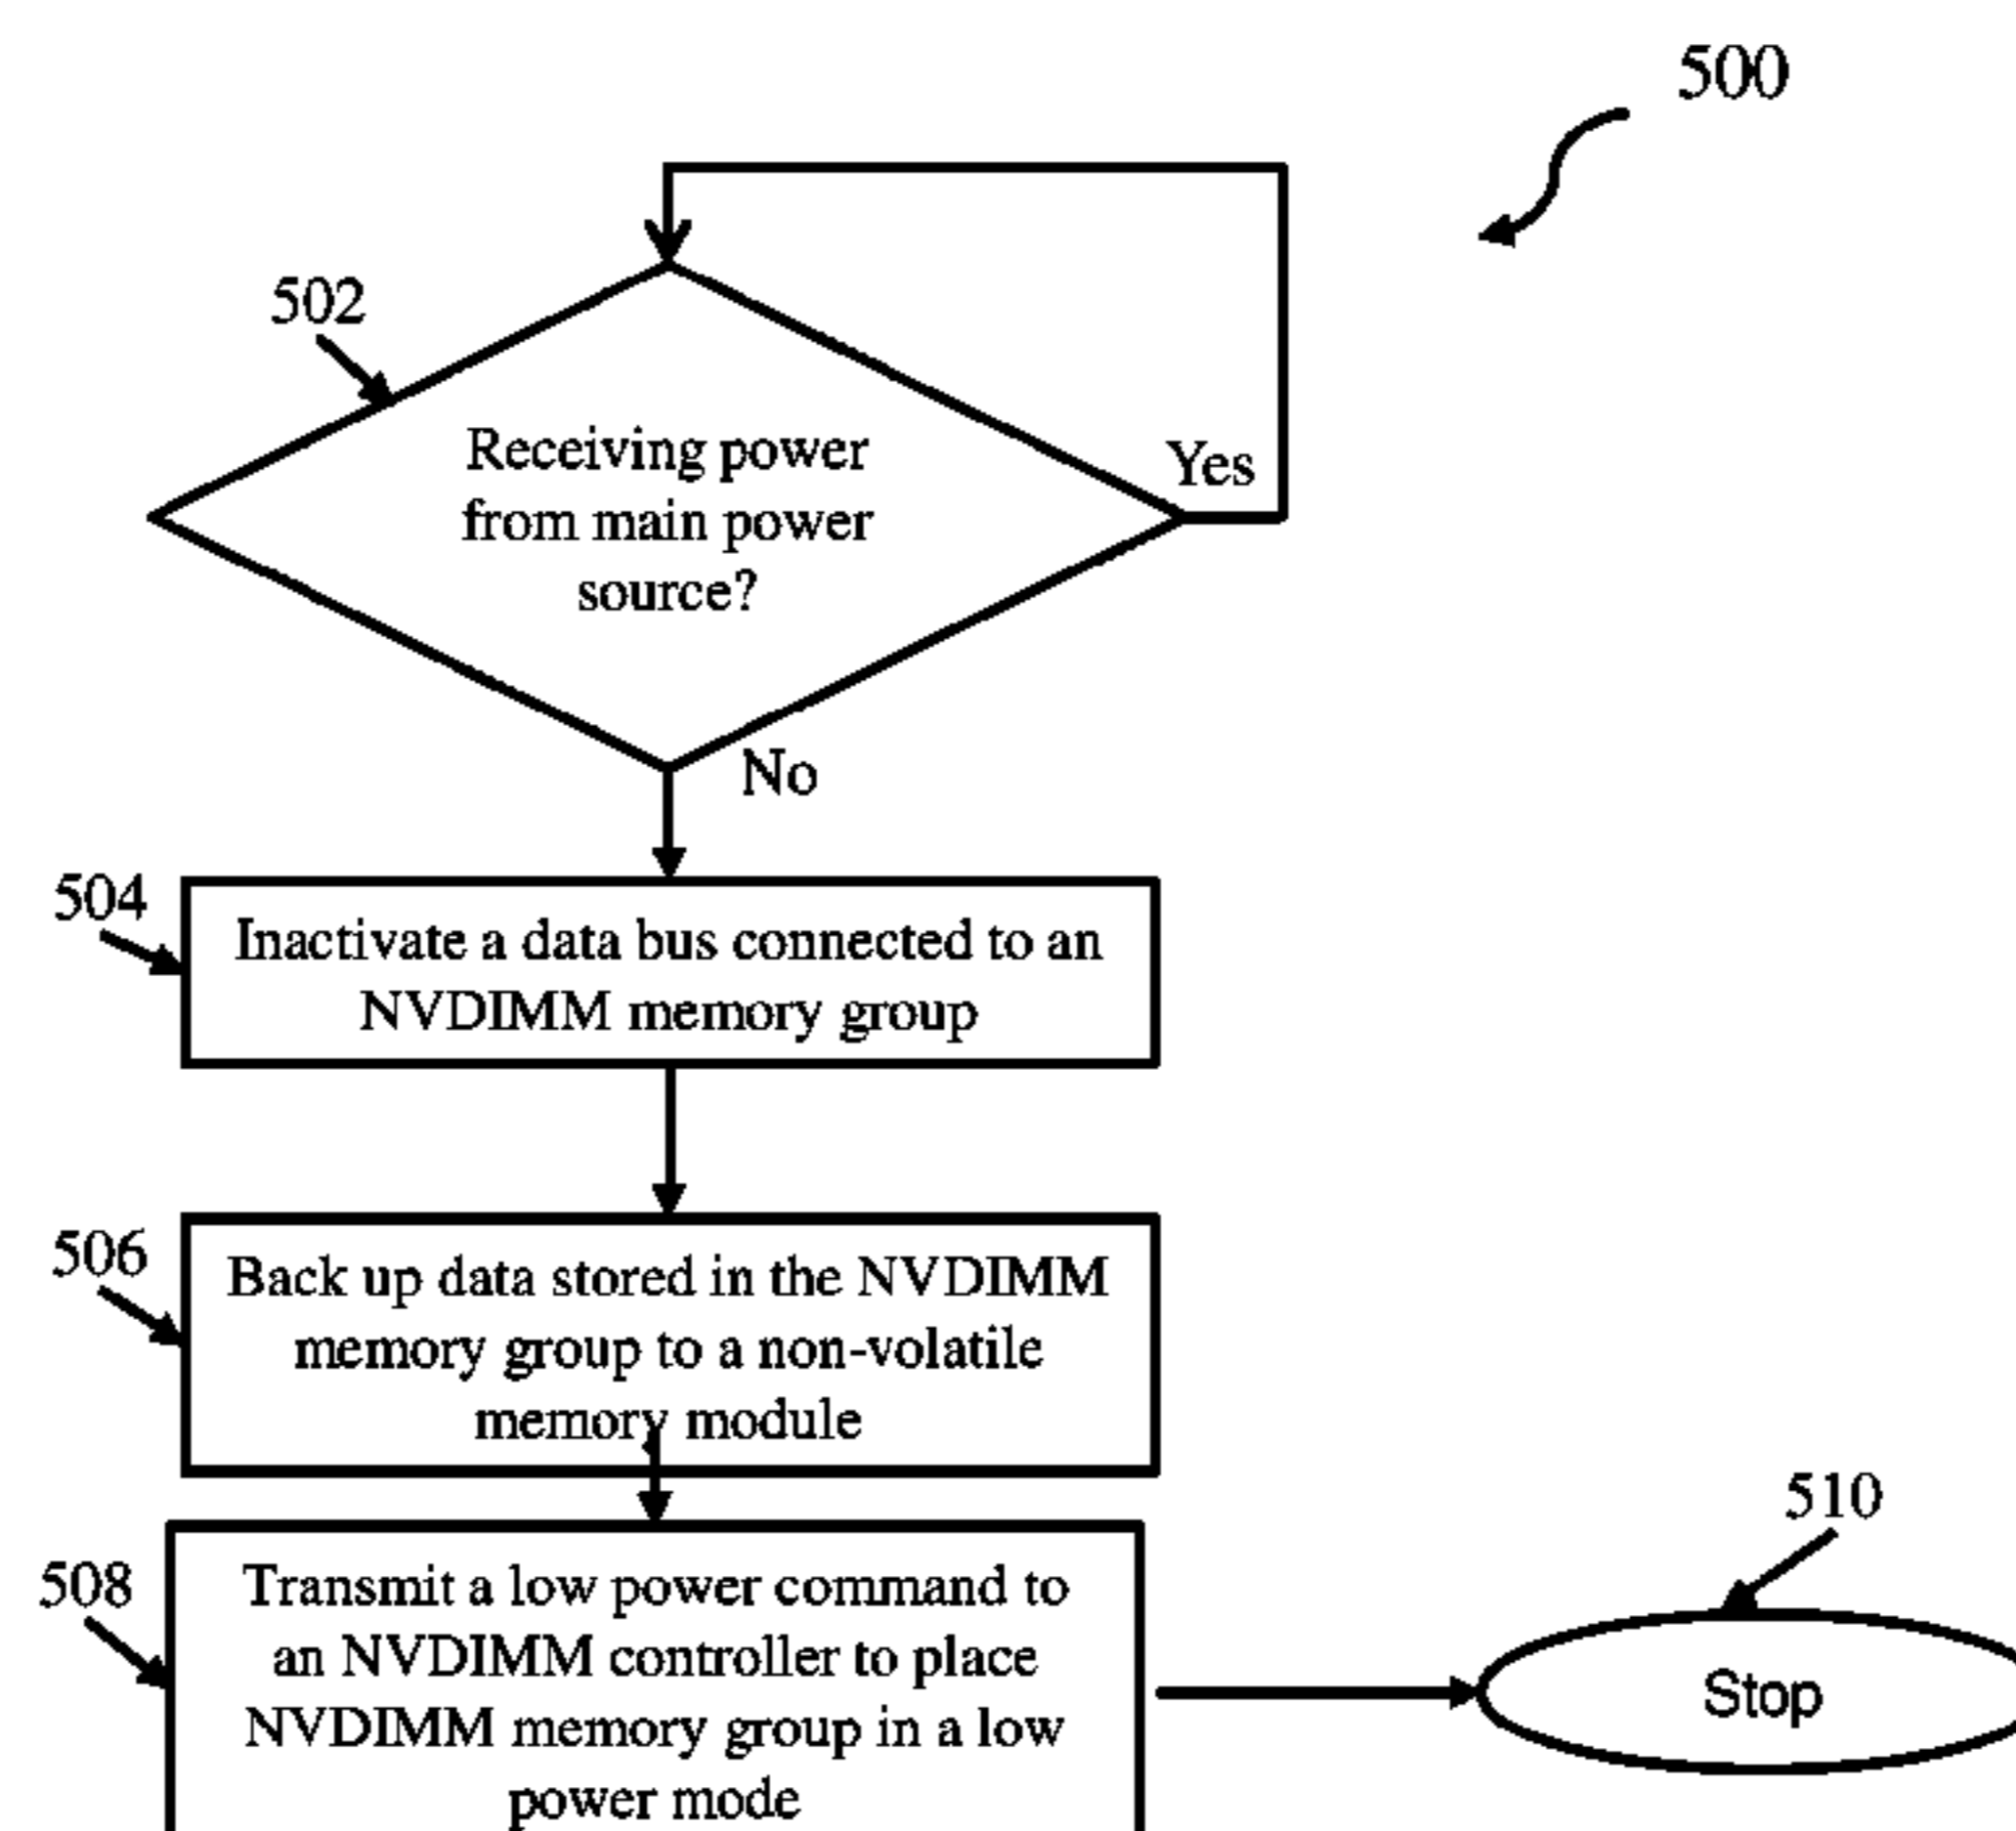 500
502
Receiving power
from main power
source?
Yes
No
504
Inactivate a data bus connected to an
NVDIMM memory group
506
Back up data stored in the NVDIMM
memory group to a non-volatile
memory module
508
Transmit a low power command to
an NVDIMM controller to place
NVDIMM memory group in a low
power mode
510
Stop